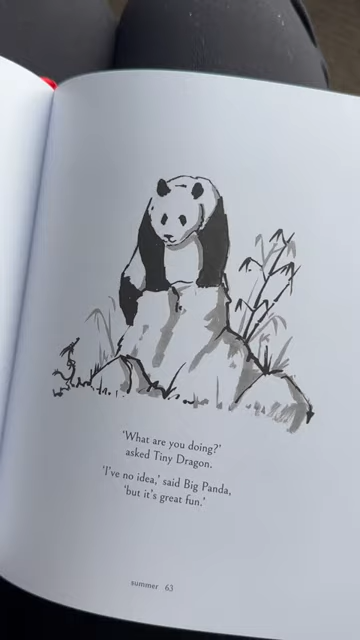 ‘What are you doing?’
asked Tiny Dragon.
‘I’ve no idea,’ said Big Panda,
‘but it’s great fun.’
summer 63